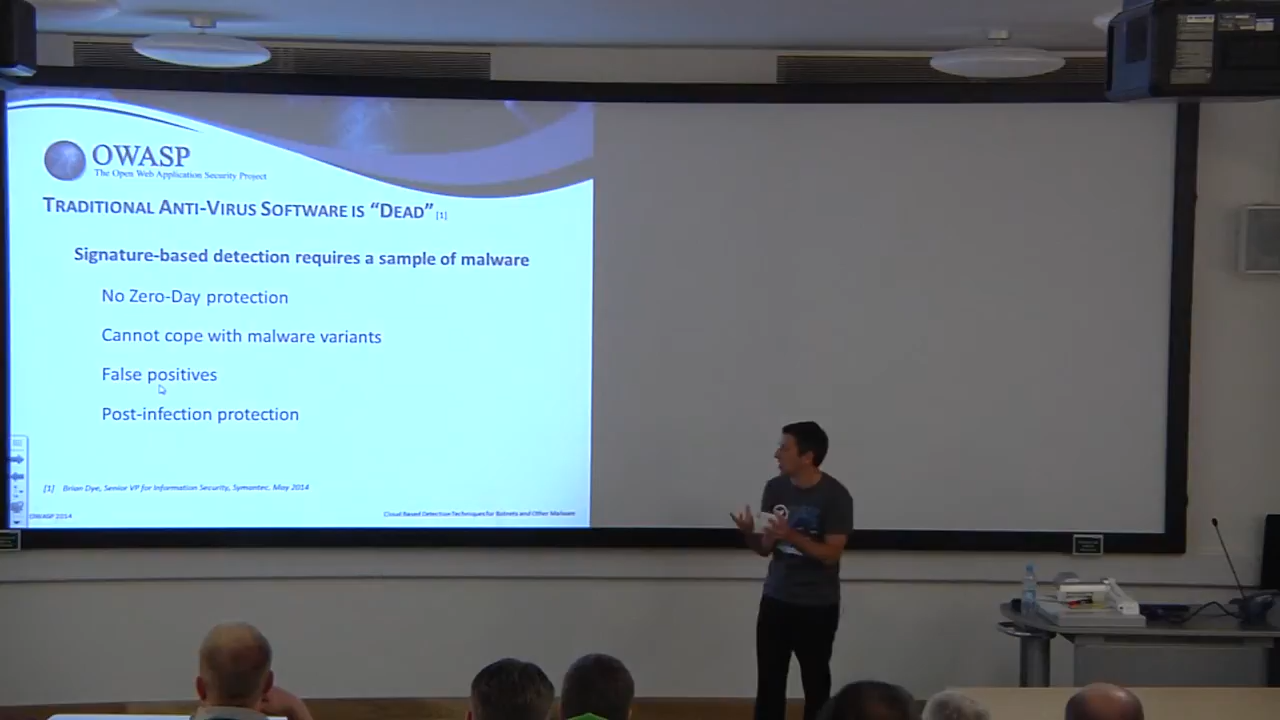 OWASP
The Open Web Application Security Project
TRADITIONAL ANTI-VIRUS SOFTWARE IS “DEAD” [1]
Signature-based detection requires a sample of malware
No Zero-Day protection
Cannot cope with malware variants
False positives
Post-infection protection
[1] Brian Dye, Senior VP for Information Security, Symantec, May 2014
OWASP 2014
Cloud Based Detection Techniques for Botnets and Other Malware